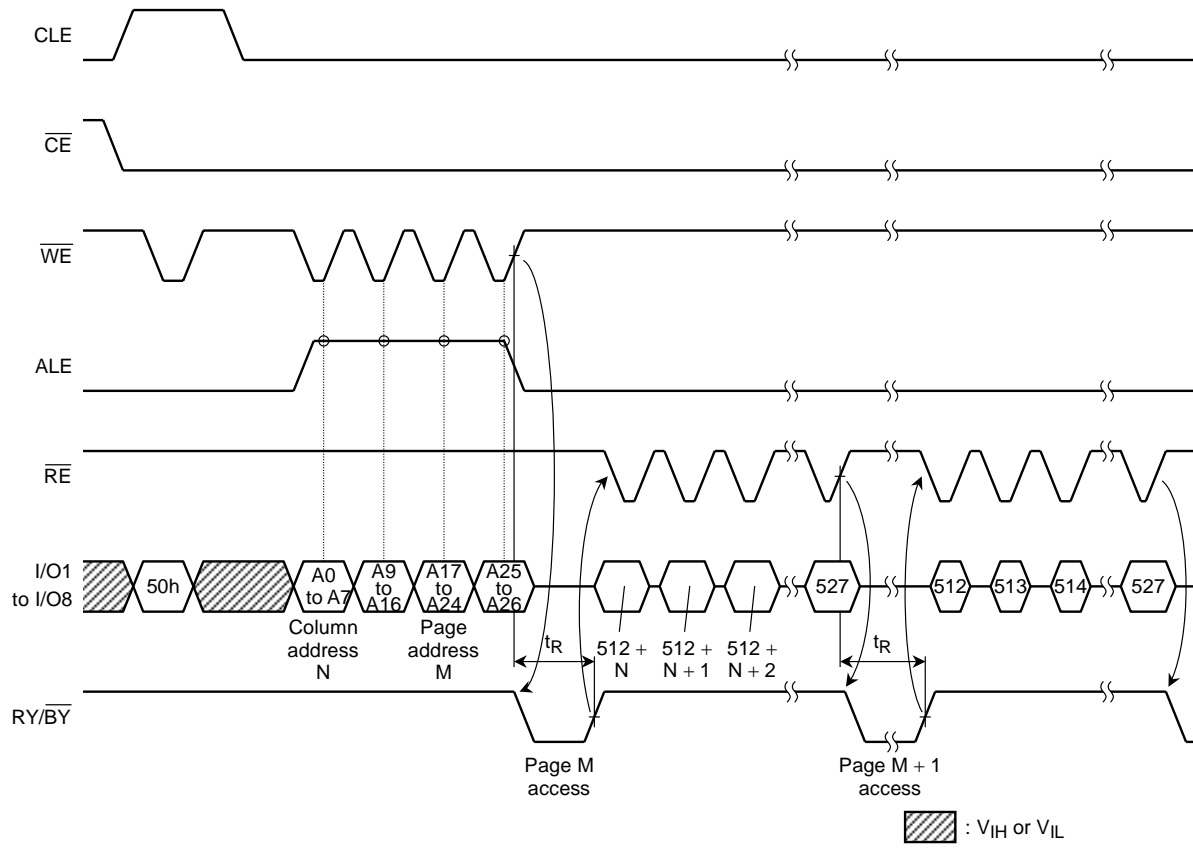 CLE
CE
WE
ALE
RE
I/O1
to I/O8
50h
A0
to A7
A9
to
A16
A17
to
A24
A25
to
A26
527
512
513
514
527
Column
address
N
Page
address
M
tR
512 +
N
512 +
N + 1
512 +
N + 2
tR
RY/BY
Page M
access
Page M + 1
access
: VIH or VIL